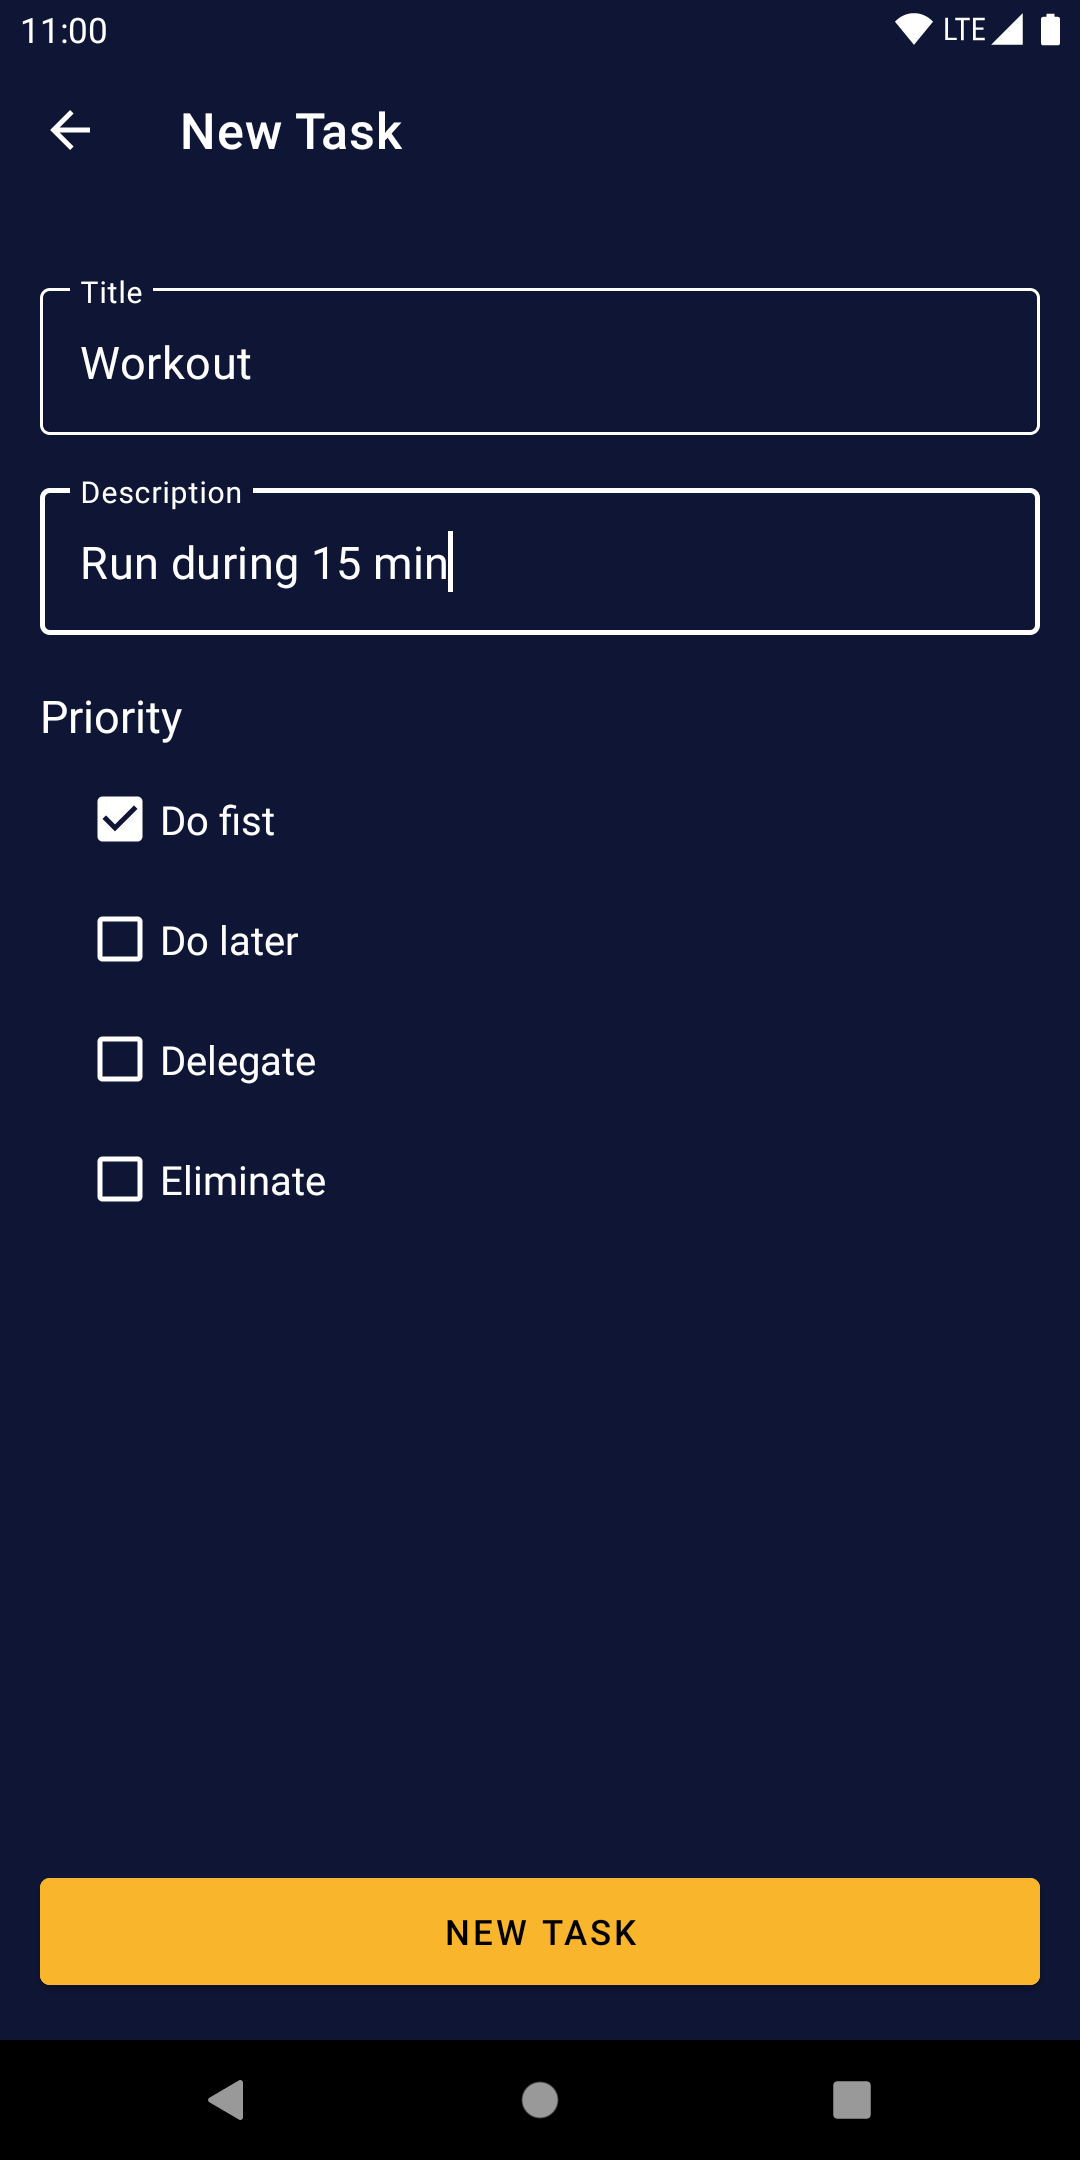 11:00 LTE
New Task
Title
Workout
Description
Run during 15 min
Priority
Do fist
Do later
Delegate
Eliminate
NEW TASK